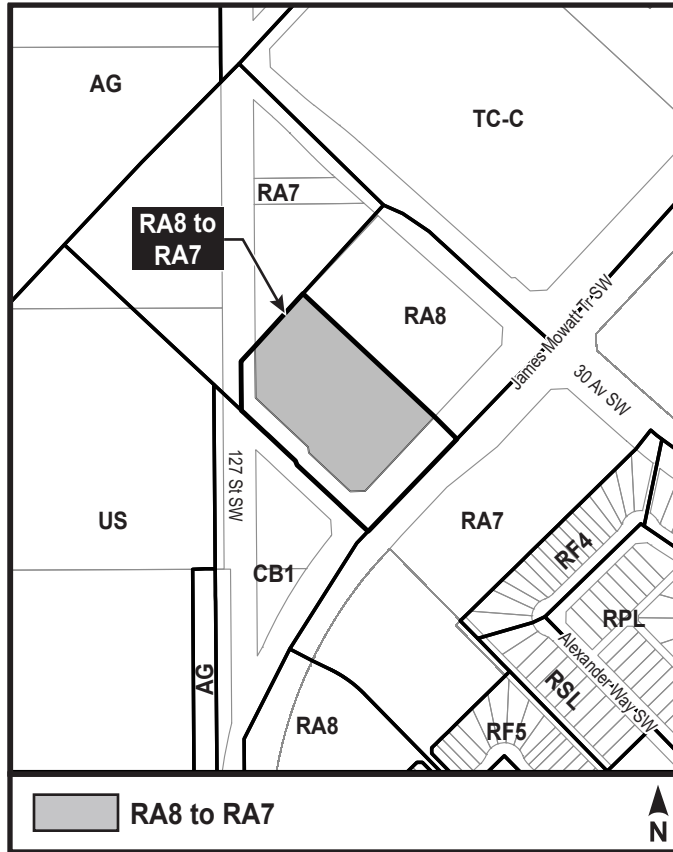 AG
TC-C
RA7
RA8 to
RA7
RA8
James Mowatt Tr SW
30 Av SW
127 St SW
US
RA7
CB1
RF4
RPL
AG
Alexander Way SW
RSL
RA8
RF5
RA8 to RA7
N